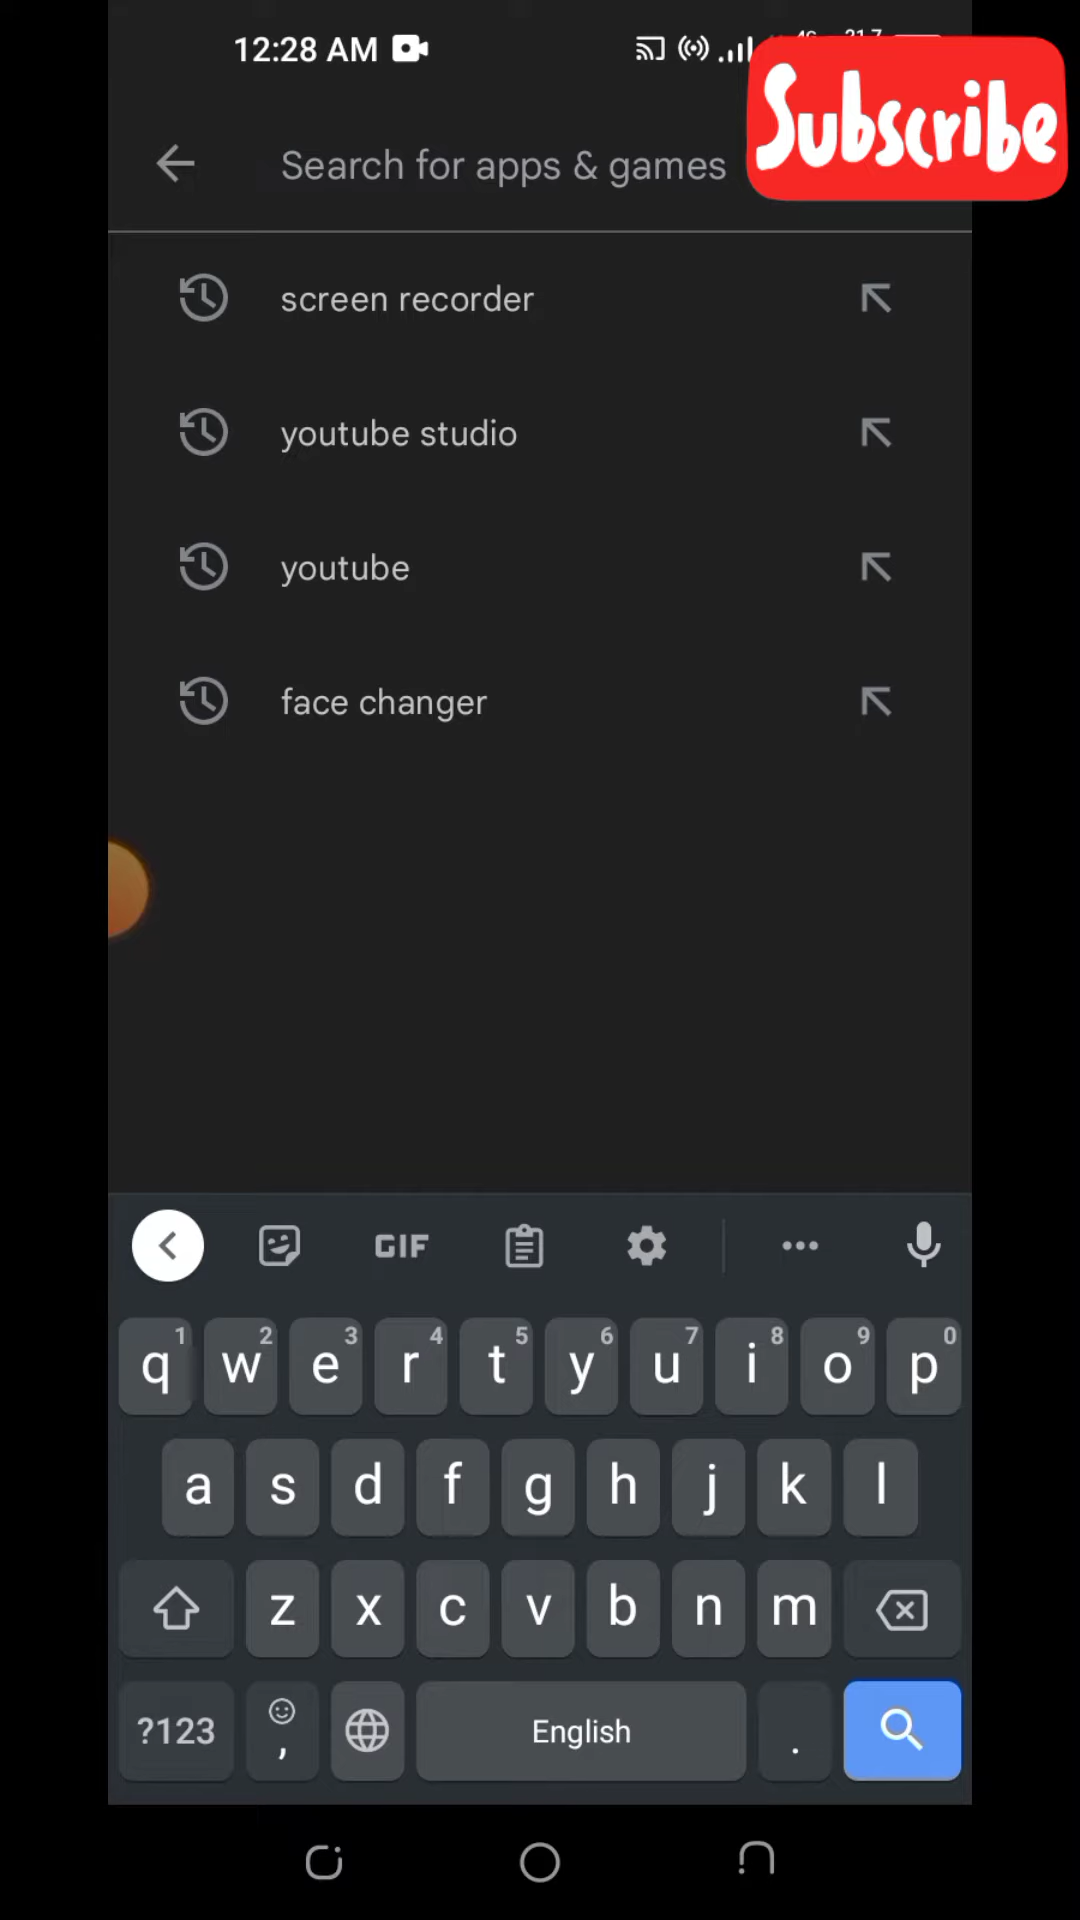 12:28 AM
Subscribe
Search for apps & games
screen recorder
youtube studio
youtube
face changer
GIF
1 2 3 4 5 6 7 8 9 0
q w e r t y u i o p
a s d f g h j k l
z x c v b n m
?123 , English .